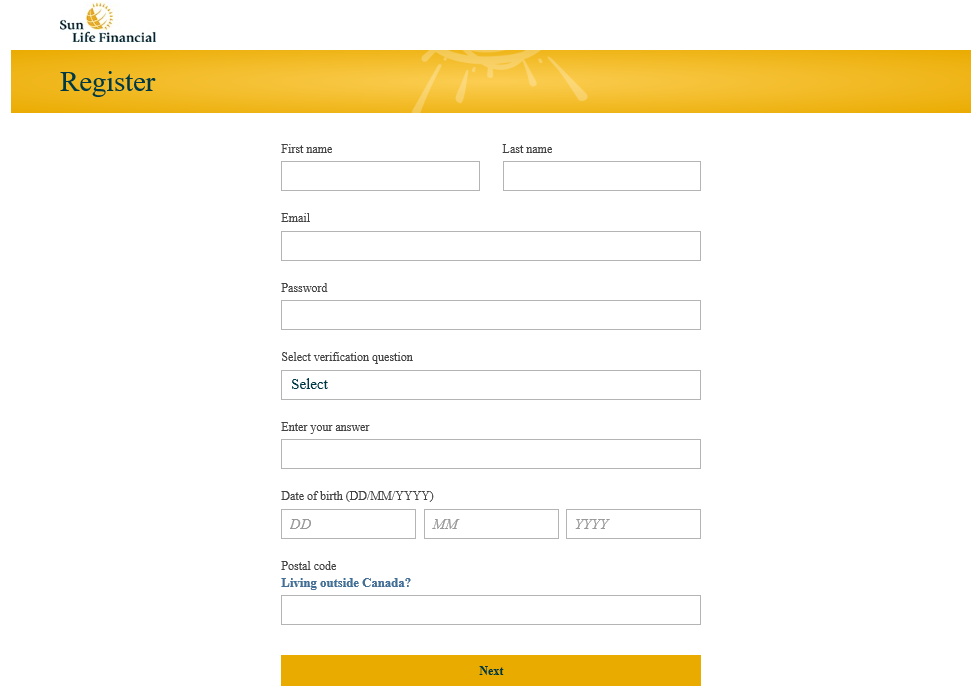 Sun
Life Financial
Register
First name Last name
Email
Password
Select verification question
Select
Enter your answer
Date of birth (DD/MM/YYYY)
DD MM YYYY
Postal code
Living outside Canada?
Next